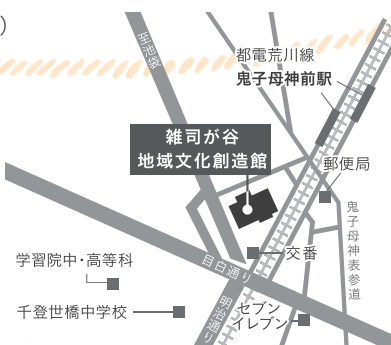 )
至池袋
都電荒川線
鬼子母神前駅
雑司が谷
地域文化創造館
郵便局
鬼子母神表参道
交番
目白通り
学習院中・高等科
千登世橋中学校
明治通り
セブン
イレブン